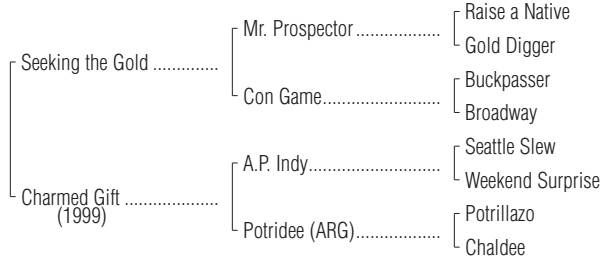 Raise a Native
Mr. Prospector ...................
Gold Digger
Seeking the Gold ...............
Buckpasser
Con Game..........................
Broadway
Seattle Slew
A.P. Indy.............................
Weekend Surprise
Charmed Gift .....................
(1999)
Potrillazo
Potridee (ARG)...................
Chaldee